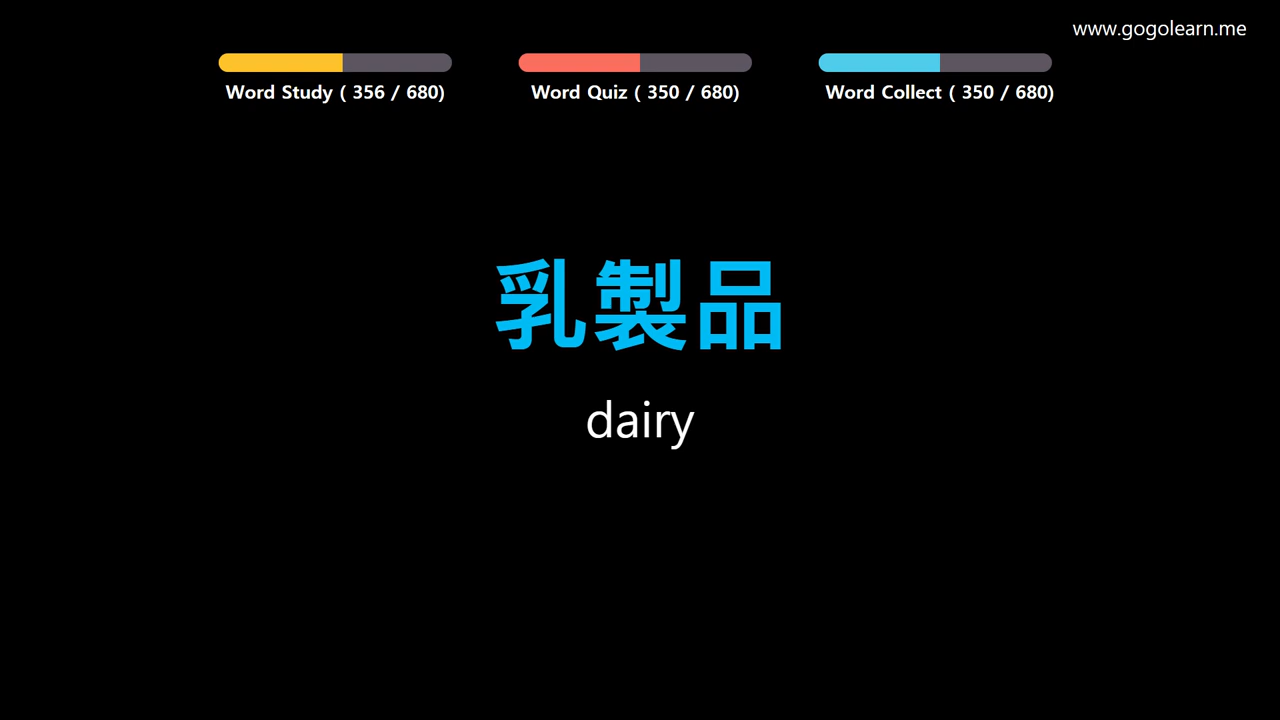 www.gogolearn.me
Word Study ( 356 / 680)
Word Quiz ( 350 / 680)
Word Collect ( 350 / 680)
乳製品
dairy